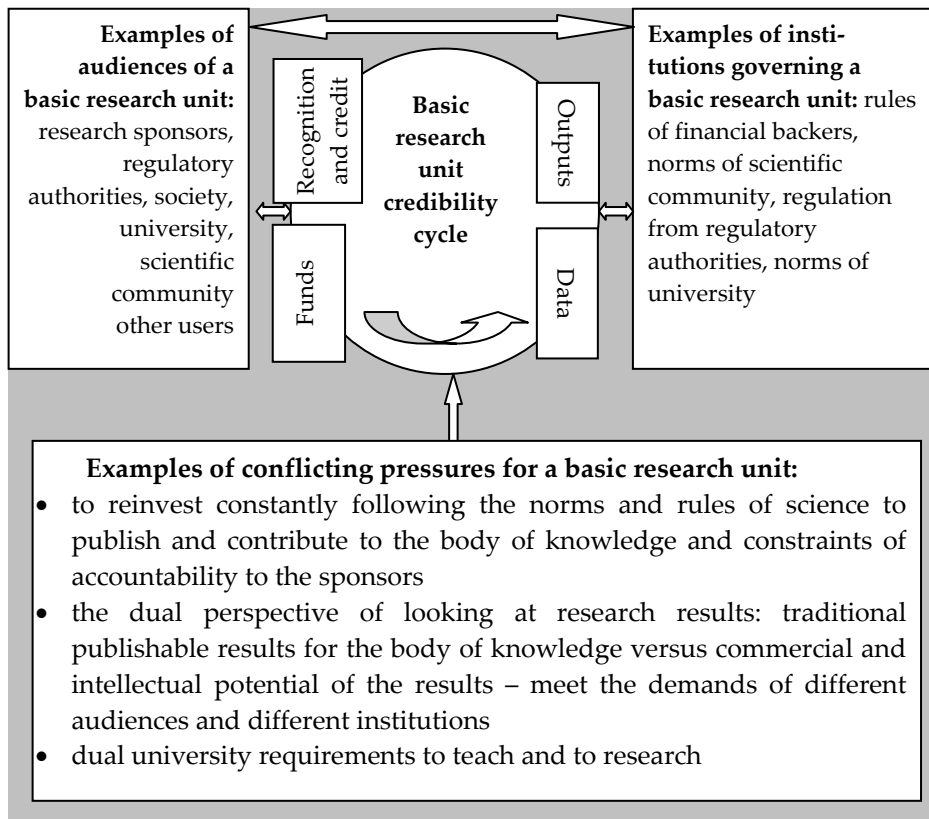 Examples of
audiences of a
basic research unit:
research sponsors,
regulatory
authorities, society,
university,
scientific
community
other users
Recognition
and credit
Funds
Basic
research
unit
credibility
cycle
Outputs
Data
Examples of insti-
tutions governing a
basic research unit: rules
of financial backers,
norms of scientific
community, regulation
from regulatory
authorities, norms of
university
Examples of conflicting pressures for a basic research unit:
• to reinvest constantly following the norms and rules of science to
publish and contribute to the body of knowledge and constraints of
accountability to the sponsors
• the dual perspective of looking at research results: traditional
publishable results for the body of knowledge versus commercial and
intellectual potential of the results – meet the demands of different
audiences and different institutions
• dual university requirements to teach and to research